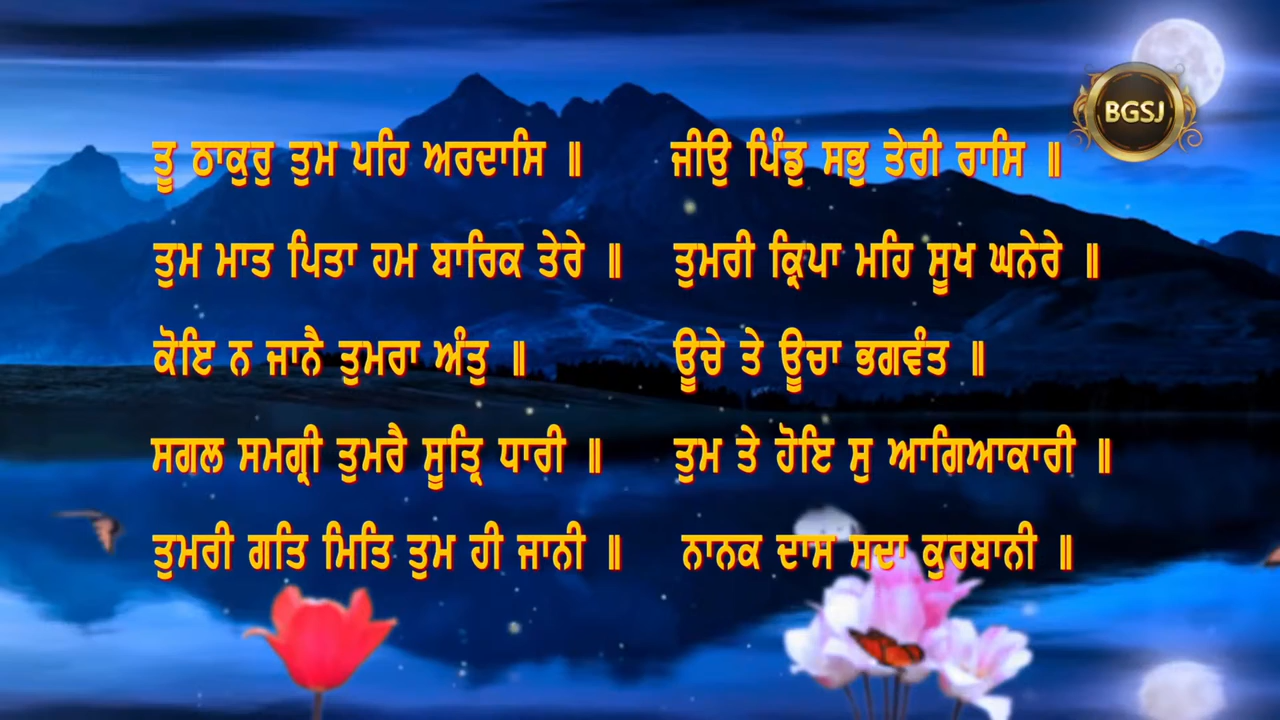 BGSJ
ਤੂ ਠਾਕੁਰੁ ਤੁਮ ਪਹਿ ਅਰਦਾਸਿ ॥ ਜੀਉ ਪਿੰਡੁ ਸਭੁ ਤੇਰੀ ਰਾਸਿ ॥
ਤੁਮ ਮਾਤ ਪਿਤਾ ਹਮ ਬਾਰਿਕ ਤੇਰੇ ॥ ਤੁਮਰੀ ਕ੍ਰਿਪਾ ਮਹਿ ਸੂਖ ਘਨੇਰੇ ॥
ਕੋਇ ਨ ਜਾਨੈ ਤੁਮਰਾ ਅੰਤੁ ॥ ਊਚੇ ਤੇ ਊਚਾ ਭਗਵੰਤ ॥
ਸਗਲ ਸਮਗ੍ਰੀ ਤੁਮਰੈ ਸੂਤ੍ਰਿ ਧਾਰੀ ॥ ਤੁਮ ਤੇ ਹੋਇ ਸੁ ਆਗਿਆਕਾਰੀ ॥
ਤੁਮਰੀ ਗਤਿ ਮਿਤਿ ਤੁਮ ਹੀ ਜਾਨੀ ॥ ਨਾਨਕ ਦਾਸ ਸਦਾ ਕੁਰਬਾਨੀ ॥